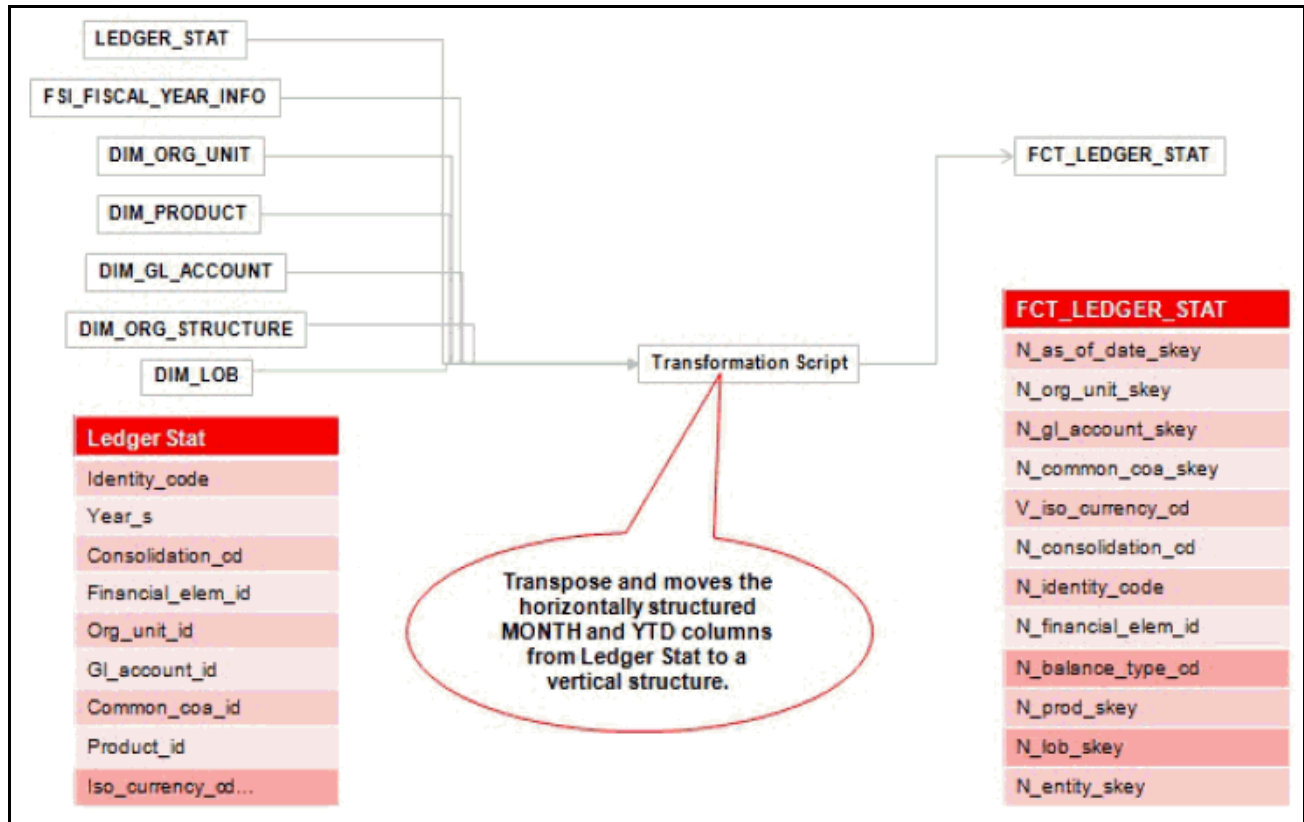 LEDGER_STAT
FSI_FISCAL_YEAR_INFO
DIM_ORG_UNIT
DIM_PRODUCT
DIM_GL_ACCOUNT
DIM_ORG_STRUCTURE
DIM_LOB
Transformation Script
FCT_LEDGER_STAT
Ledger Stat
Identity_code
Year_s
Consolidation_cd
Financial_elem_id
Org_unit_id
Gl_account_id
Common_coa_id
Product_id
Iso_currency_cd...
Transpose and moves the
horizontally structured
MONTH and YTD columns
from Ledger Stat to a
vertical structure.
FCT_LEDGER_STAT
N_as_of_date_skey
N_org_unit_skey
N_gl_account_skey
N_common_coa_skey
V_iso_currency_cd
N_consolidation_cd
N_identity_code
N_financial_elem_id
N_balance_type_cd
N_prod_skey
N_lob_skey
N_entity_skey